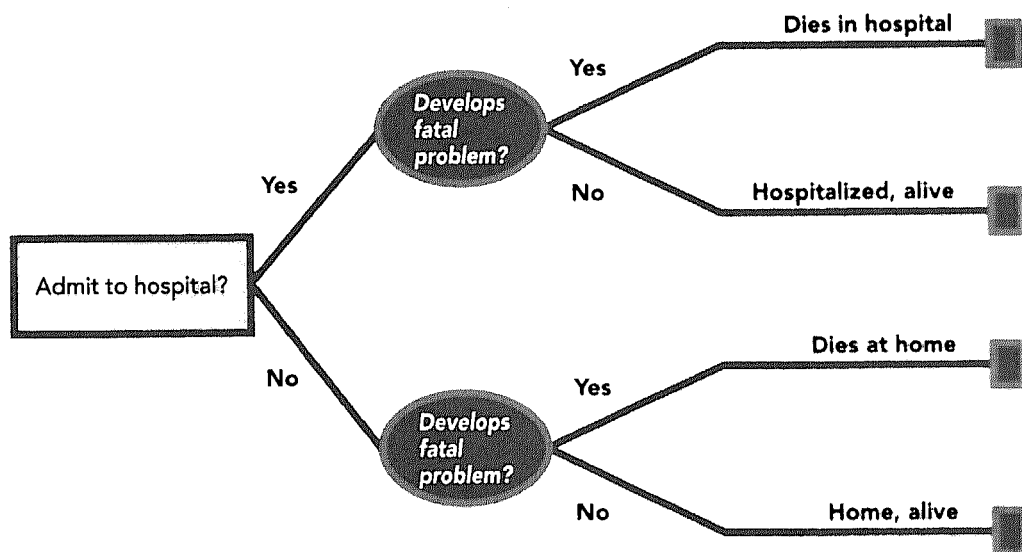 Dies in hospital
Yes
Develops
fatal
problem?
Yes
No
Hospitalized, alive
Admit to hospital?
Dies at home
No
Yes
Develops
fatal
problem?
No
Home, alive